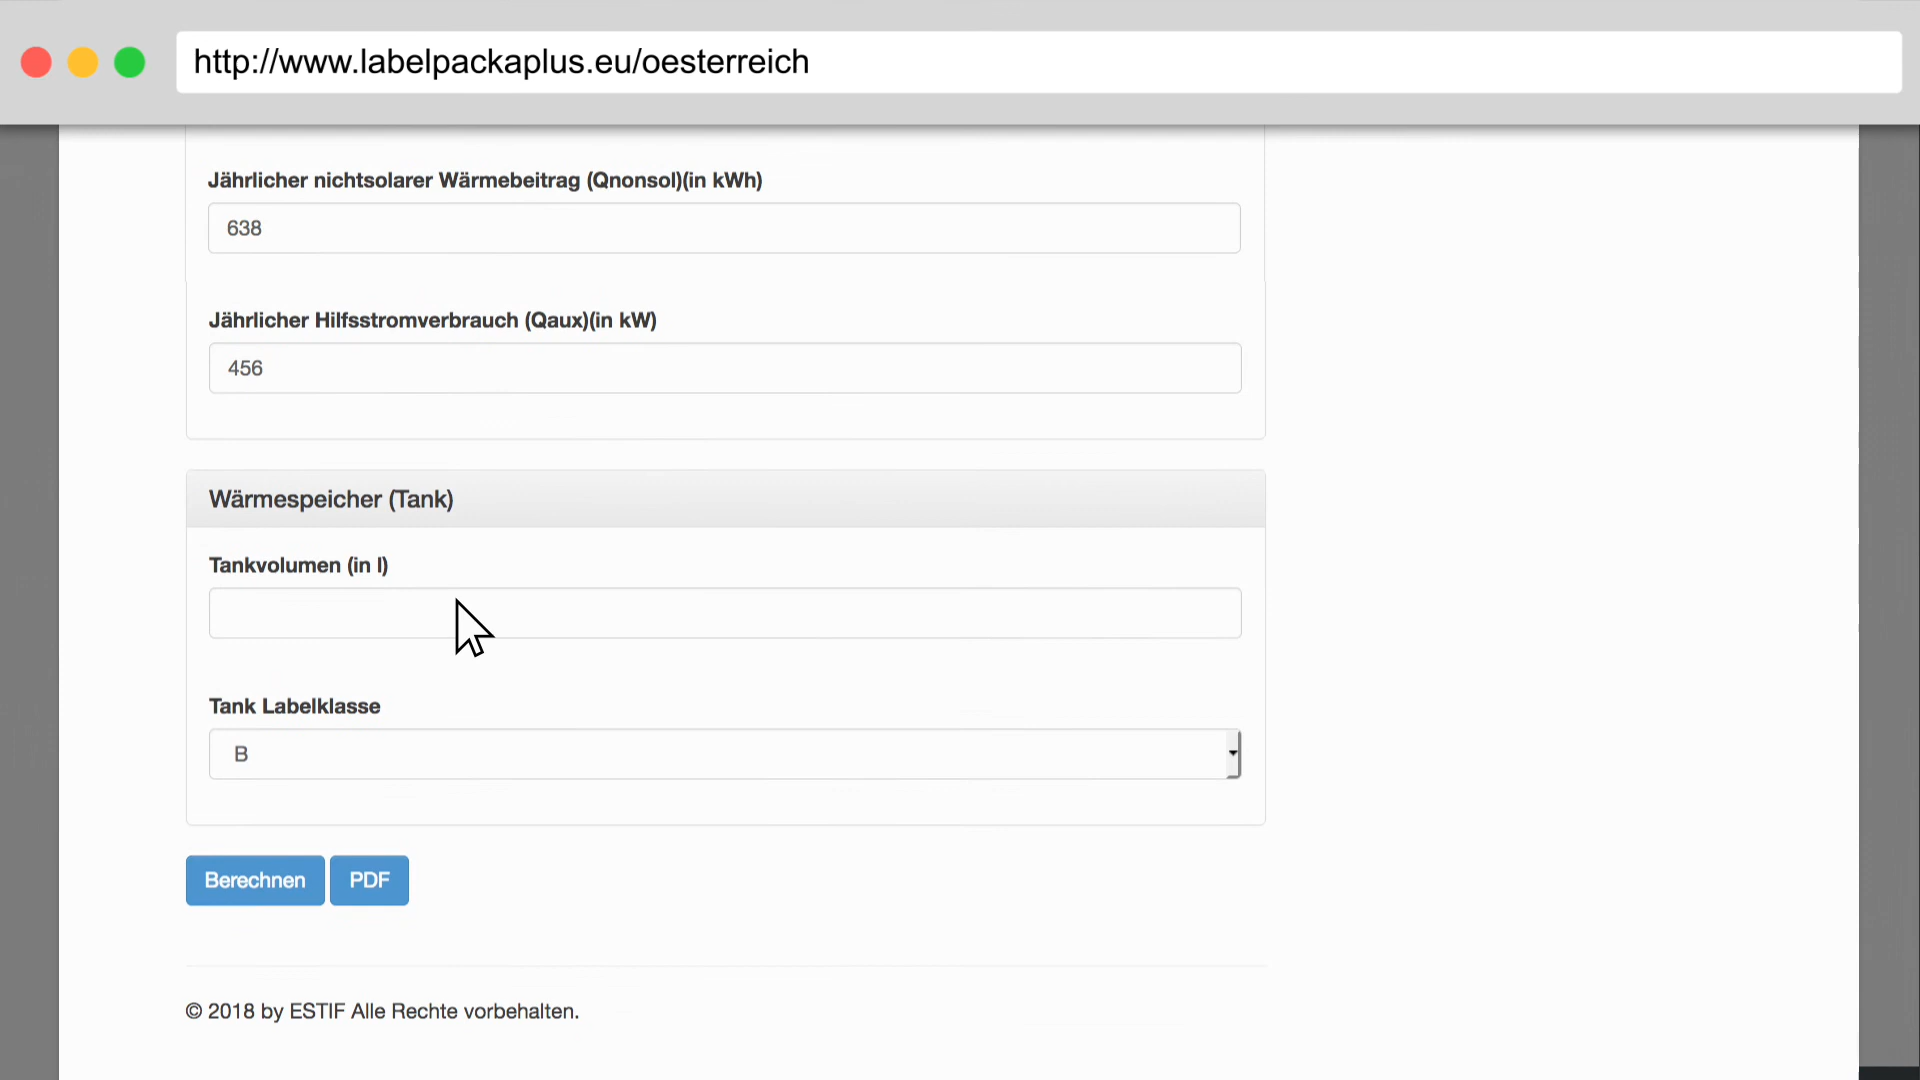 http://www.labelpackaplus.eu/oesterreich
Jährlicher nichtsolarer Wärmebeitrag (Qnonsol)(in kWh)
638
Jährlicher Hilfsstromverbrauch (Qaux)(in kW)
456
Wärmespeicher (Tank)
Tankvolumen (in l)
Tank Labelklasse
B
Berechnen PDF
© 2018 by ESTIF Alle Rechte vorbehalten.